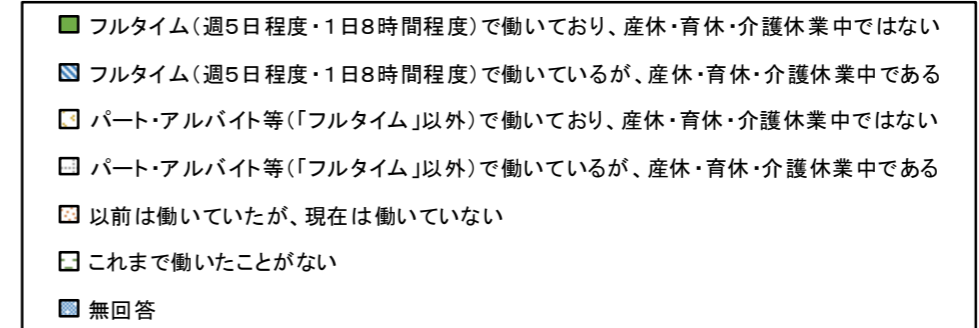 フルタイム（週５日程度・１日８時間程度）で働いており、産休・育休・介護休業中ではない
フルタイム（週５日程度・１日８時間程度）で働いているが、産休・育休・介護休業中である
パート・アルバイト等（「フルタイム」以外）で働いており、産休・育休・介護休業中ではない
パート・アルバイト等（「フルタイム」以外）で働いているが、産休・育休・介護休業中である
以前は働いていたが、現在は働いていない
これまで働いたことがない
無回答